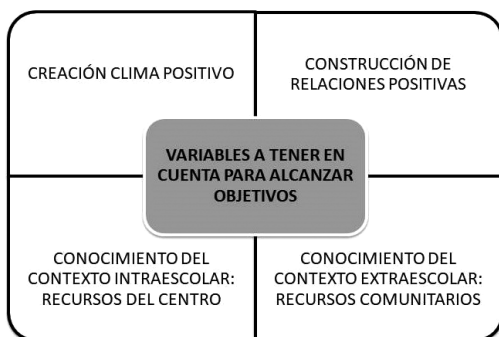 CREACIÓN CLIMA POSITIVO
CONSTRUCCIÓN DE
RELACIONES POSITIVAS
VARIABLES A TENER EN
CUENTA PARA ALCANZAR
OBJETIVOS
CONOCIMIENTO DEL
CONTEXTO INTRAESCOLAR:
RECURSOS DEL CENTRO
CONOCIMIENTO DEL
CONTEXTO EXTRAESCOLAR:
RECURSOS COMUNITARIOS